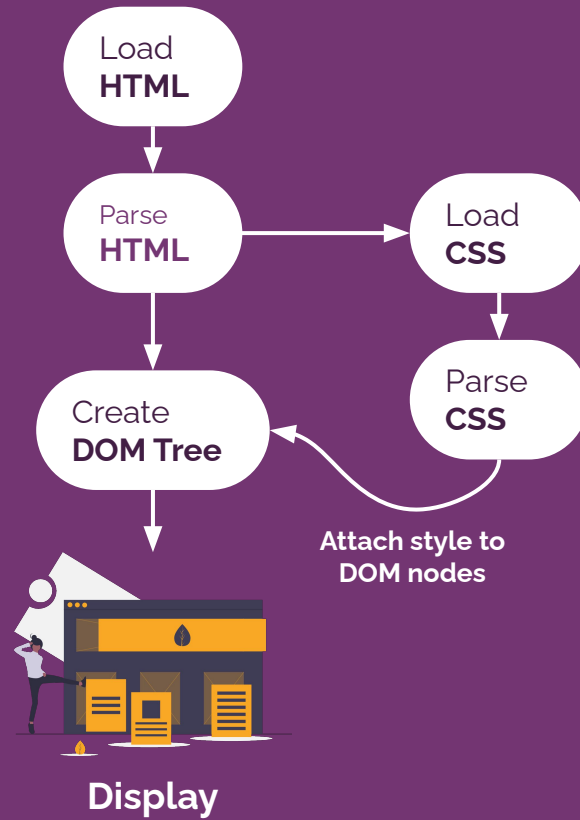 Load
HTML
Parse
HTML
Load
CSS
Create
DOM Tree
Parse
CSS
Attach style to
DOM nodes
Display